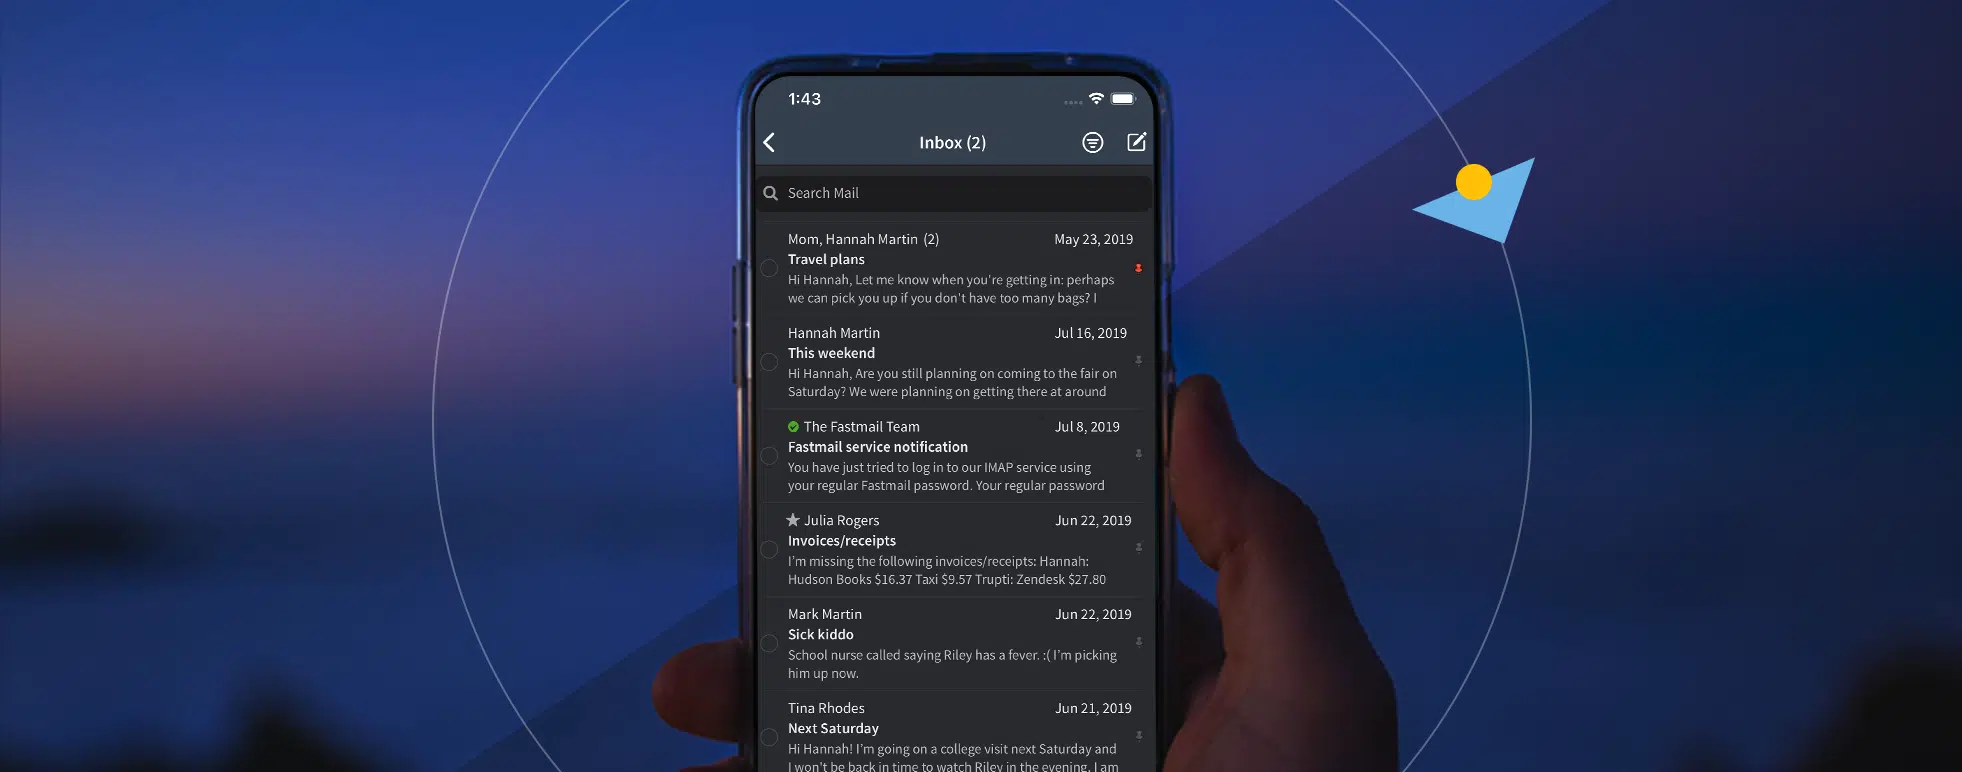 1:43
Inbox (2)
Search Mail
Mom, Hannah Martin (2) May 23, 2019
Travel plans
Hi Hannah, Let me know when you're getting in: perhaps
we can pick you up if you don't have too many bags? I
Hannah Martin Jul 16, 2019
This weekend
Hi Hannah, Are you still planning on coming to the fair on
Saturday? We were planning on getting there at around
The Fastmail Team Jul 8, 2019
Fastmail service notification
You have just tried to log in to our IMAP service using
your regular Fastmail password. Your regular password
Julia Rogers Jun 22, 2019
Invoices/receipts
I'm missing the following invoices/receipts: Hannah:
Hudson Books $16.37 Taxi $9.57 Trupti: Zendesk $27.80
Mark Martin Jun 22, 2019
Sick kiddo
School nurse called saying Riley has a fever. :( I'm picking
him up now.
Tina Rhodes Jun 21, 2019
Next Saturday
Hi Hannah! I'm going on a college visit next Saturday and
I won't be back in time to watch Riley in the evening. I am